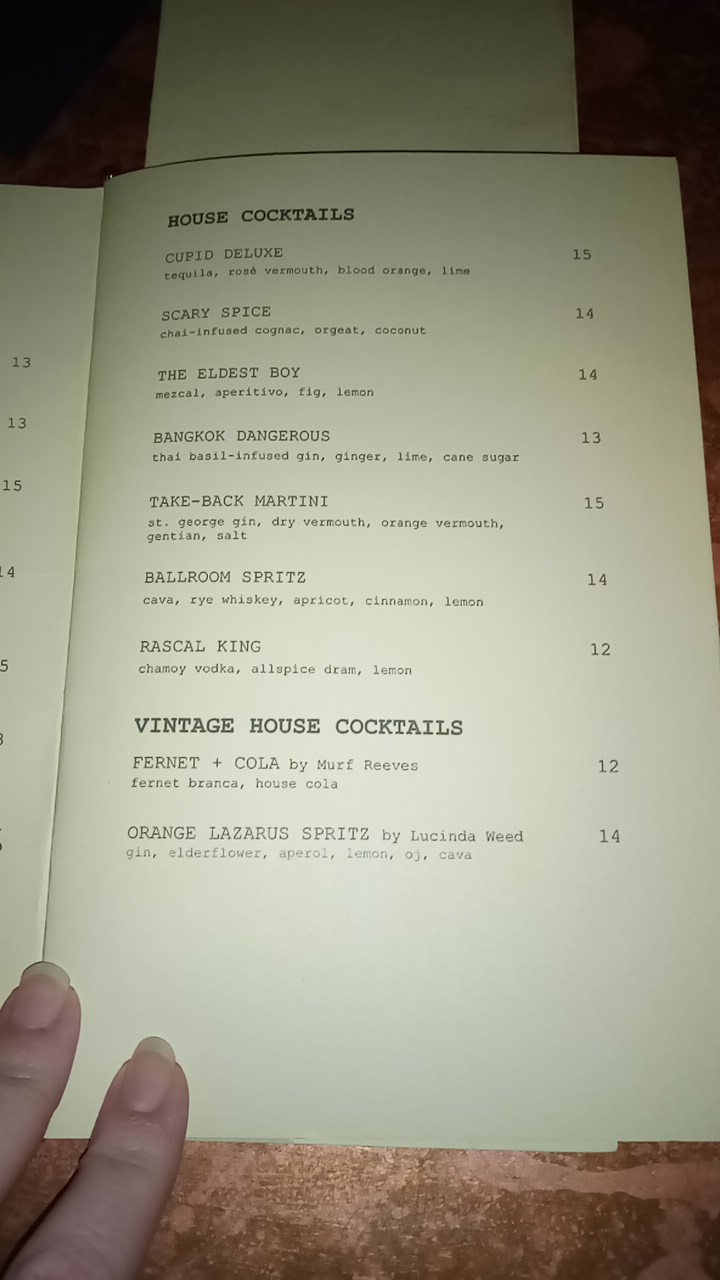 HOUSE COCKTAILS
CUPID DELUXE 15
tequila, rosé vermouth, blood orange, lime
SCARY SPICE 14
chai-infused cognac, orgeat, coconut
THE ELDEST BOY 14
mezcal, aperitivo, fig, lemon
BANGKOK DANGEROUS 13
thai basil-infused gin, ginger, lime, cane sugar
TAKE-BACK MARTINI 15
st. george gin, dry vermouth, orange vermouth,
gentian, salt
BALLROOM SPRITZ 14
cava, rye whiskey, apricot, cinnamon, lemon
RASCAL KING 12
chamoy vodka, allspice dram, lemon
VINTAGE HOUSE COCKTAILS
FERNET + COLA by Murf Reeves 12
fernet branca, house cola
ORANGE LAZARUS SPRITZ by Lucinda Weed 14
gin, elderflower, aperol, lemon, oj, cava
13
13
15
14
5